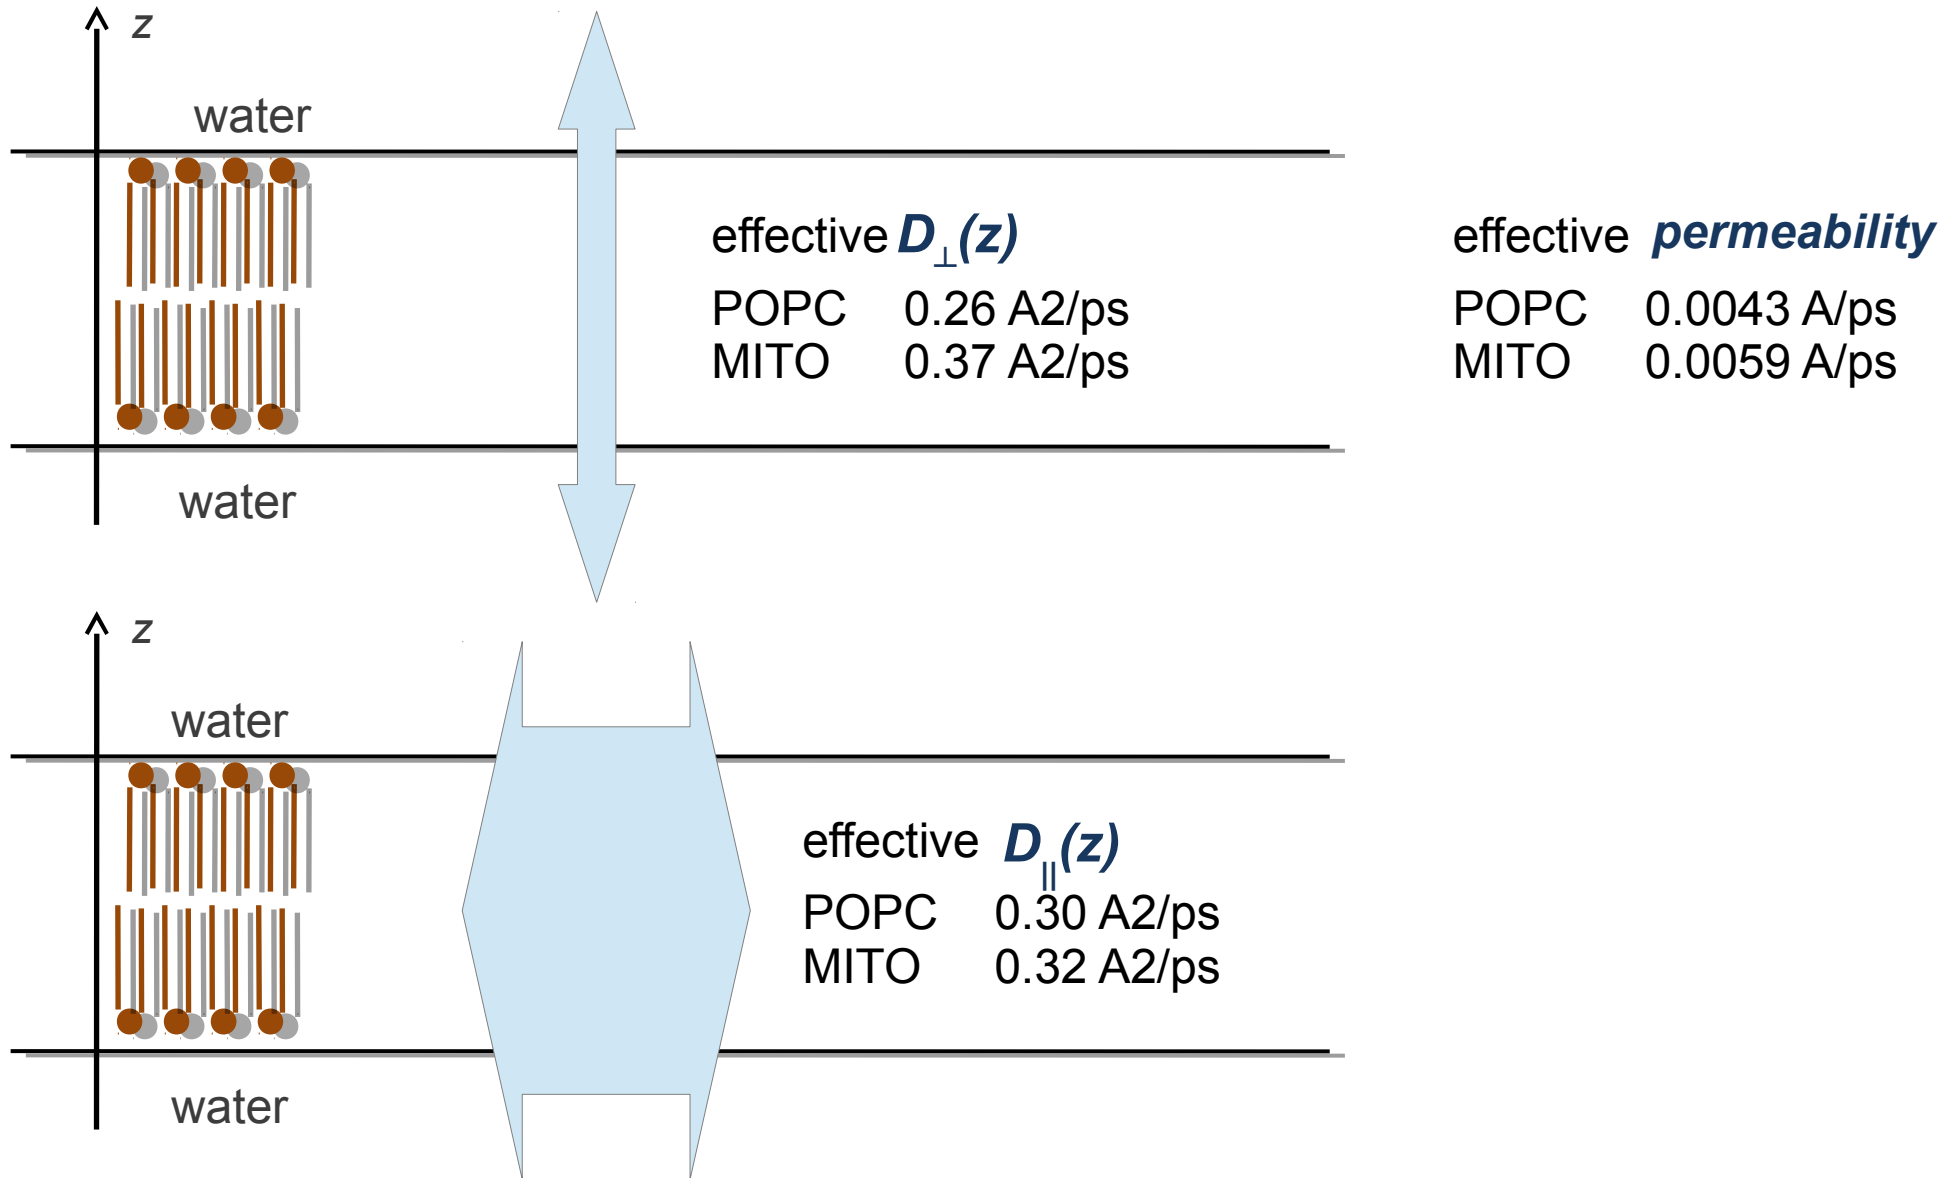 z
water
effective D⊥(z)
POPC 0.26 A2/ps
MITO 0.37 A2/ps
effective permeability
POPC 0.0043 A/ps
MITO 0.0059 A/ps
water
z
water
effective D||(z)
POPC 0.30 A2/ps
MITO 0.32 A2/ps
water